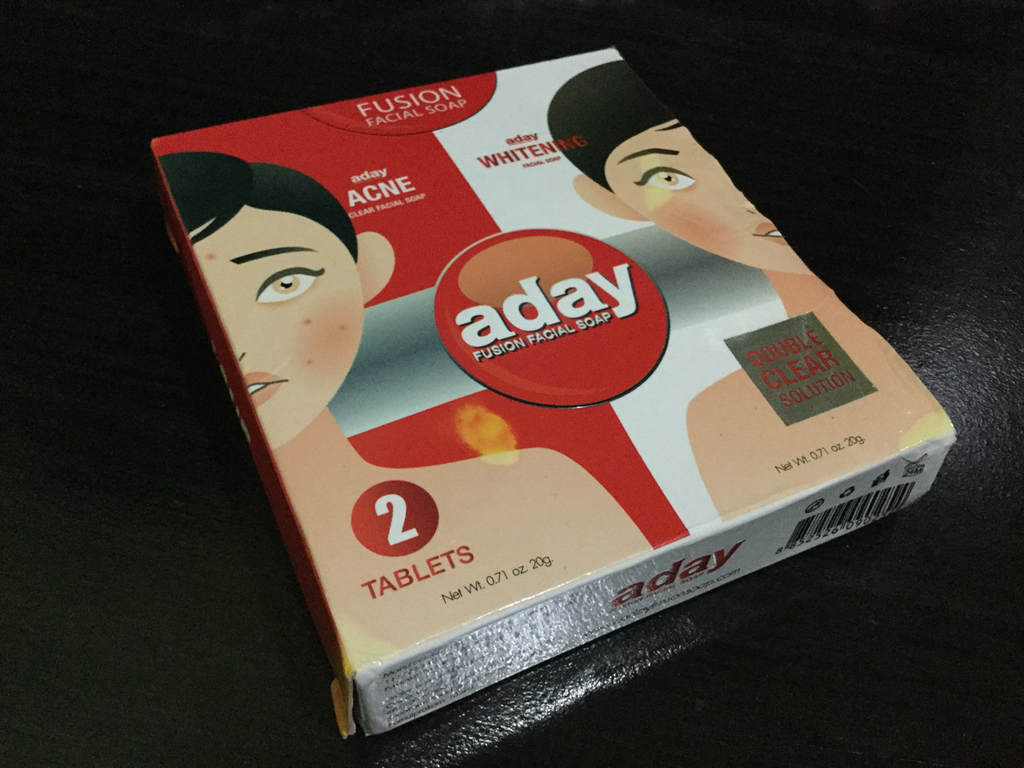 FUSION
FACIAL SOAP
aday
ACNE
CLEAR FACIAL SOAP
aday
WHITENING
FACIAL SOAP
aday
FUSION FACIAL SOAP
DOUBLE
CLEAR
SOLUTION
2
TABLETS
Net Wt. 0.71 oz. 20g.
Net Wt. 0.71 oz. 20g.
aday